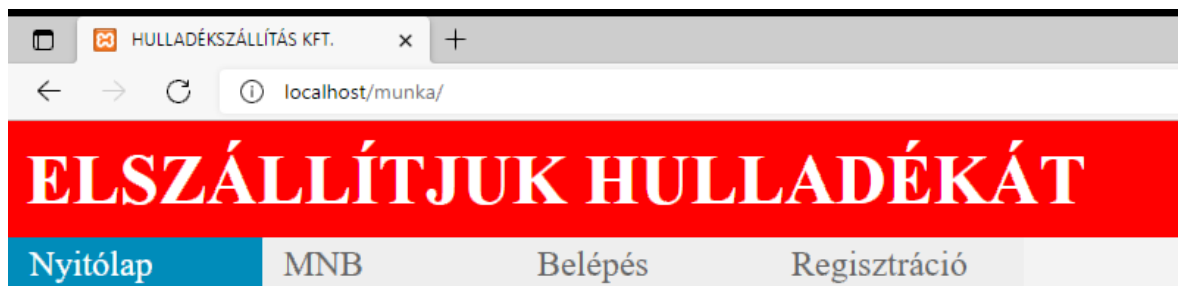 HULLADÉKSZÁLLÍTÁS KFT.
localhost/munka/
ELSZÁLLÍTJUK HULLADÉKÁT
Nyitólap MNB Belépés Regisztráció